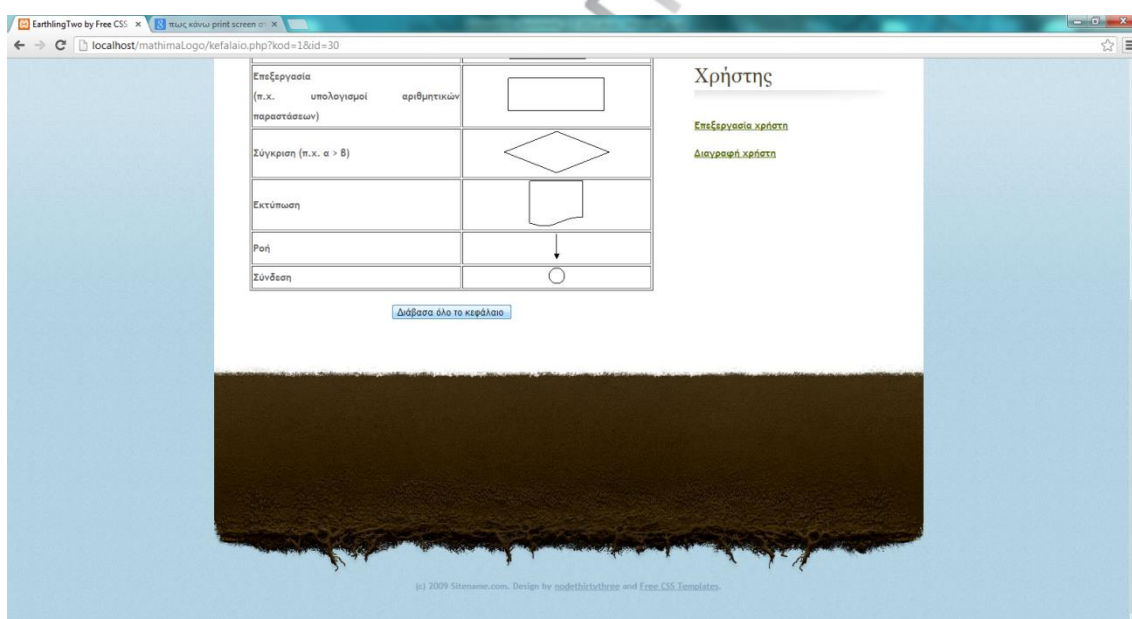 EarthlingTwo by Free CSS
πως κάνω print screen σ
localhost/mathimaLogo/kefalaio.php?kod=1&id=30
Επεξεργασία
(π.χ. υπολογισμοί αριθμητικών
παραστάσεων)
Σύγκριση (π.χ. α > β)
Εκτύπωση
Ροή
Σύνδεση
Διάβασα όλο το κεφάλαιο
Χρήστης
Επεξεργασία χρήστη
Διαγραφή χρήστη
(c) 2009 Sitename.com. Design by nodethirtythree and Free CSS Templates.